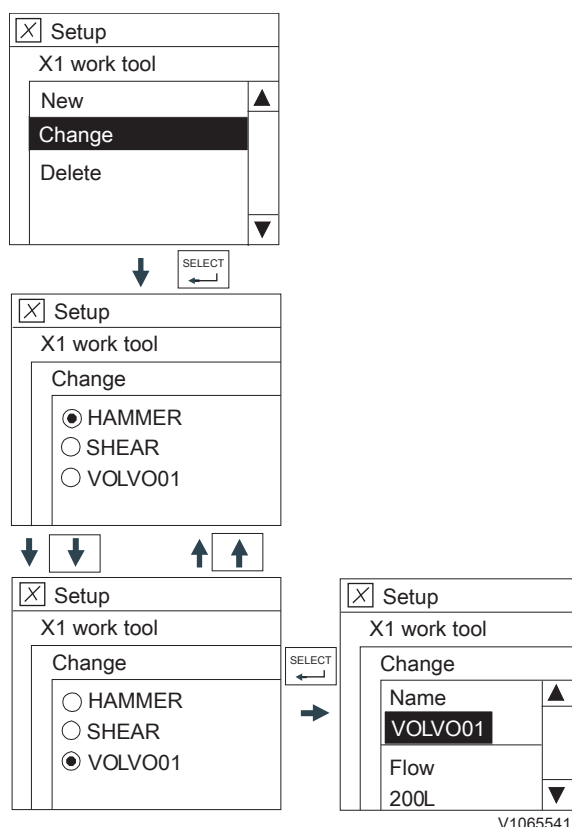 Setup
X1 work tool
New
Change
Delete
SELECT
Setup
X1 work tool
Change
HAMMER
SHEAR
VOLVO01
Setup
X1 work tool
Change
HAMMER
SHEAR
VOLVO01
SELECT
Setup
X1 work tool
Change
Name
VOLVO01
Flow
200L
V1065541